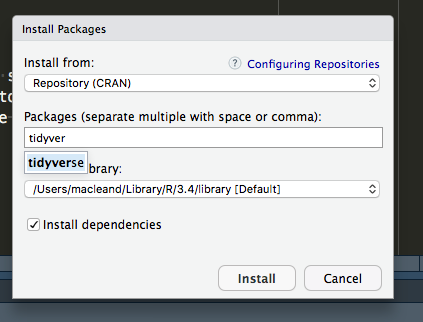 Install Packages
Install from:
? Configuring Repositories
Repository (CRAN)
Packages (separate multiple with space or comma):
tidyver
tidyverse
brary:
/Users/macleand/Library/R/3.4/library [Default]
Install dependencies
Install
Cancel